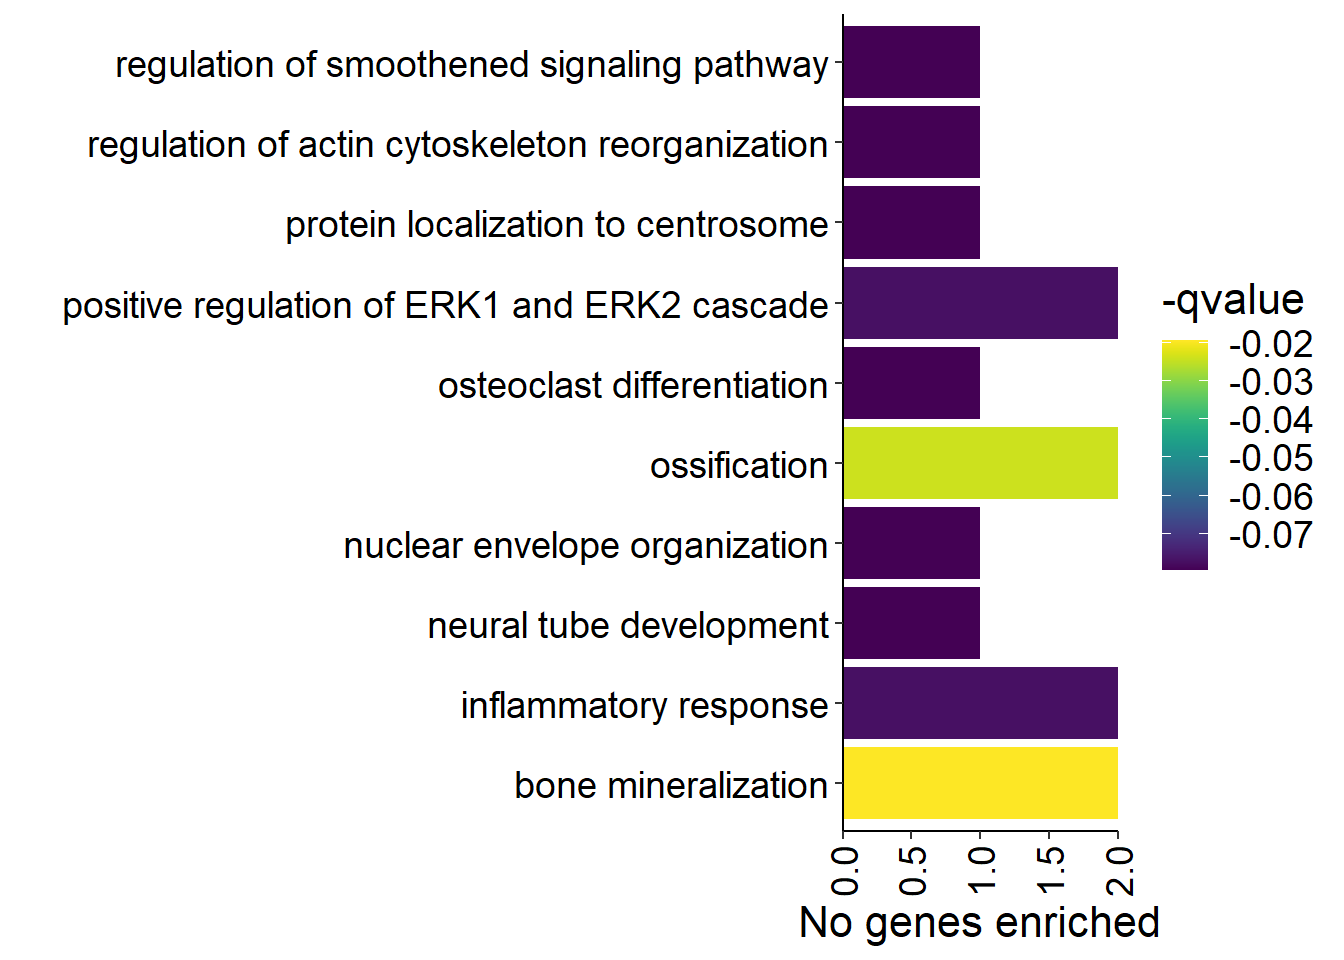 regulation of smoothened signaling pathway
regulation of actin cytoskeleton reorganization
protein localization to centrosome
positive regulation of ERK1 and ERK2 cascade
osteoclast differentiation
ossification
nuclear envelope organization
neural tube development
inflammatory response
bone mineralization
0.0
0.5
1.0
1.5
2.0
No genes enriched
-qvalue
-0.02
-0.03
-0.04
-0.05
-0.06
-0.07